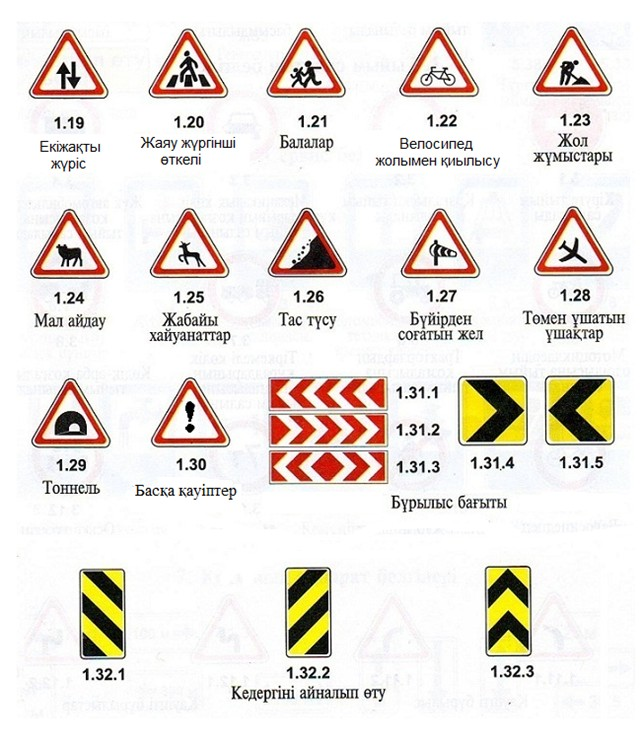 1.19 1.20 1.21 1.22 1.23
Екіжақты Жаяу жүргінші Балалар Велосипед Жол
жүріс өткелі жолымен қиылысу жұмыстары
1.24 1.25 1.26 1.27 1.28
Мал айдау Жабайы Тас түсу Бүйірден Төмен ұшатын
хайуанаттар соғатын жел ұшақтар
1.31.1
1.31.2
1.29 1.30 1.31.3 1.31.4 1.31.5
Тоннель Басқа қауіптер Бұрылыс бағыты
1.32.1 1.32.2 1.32.3
Кедергіні айналып өту